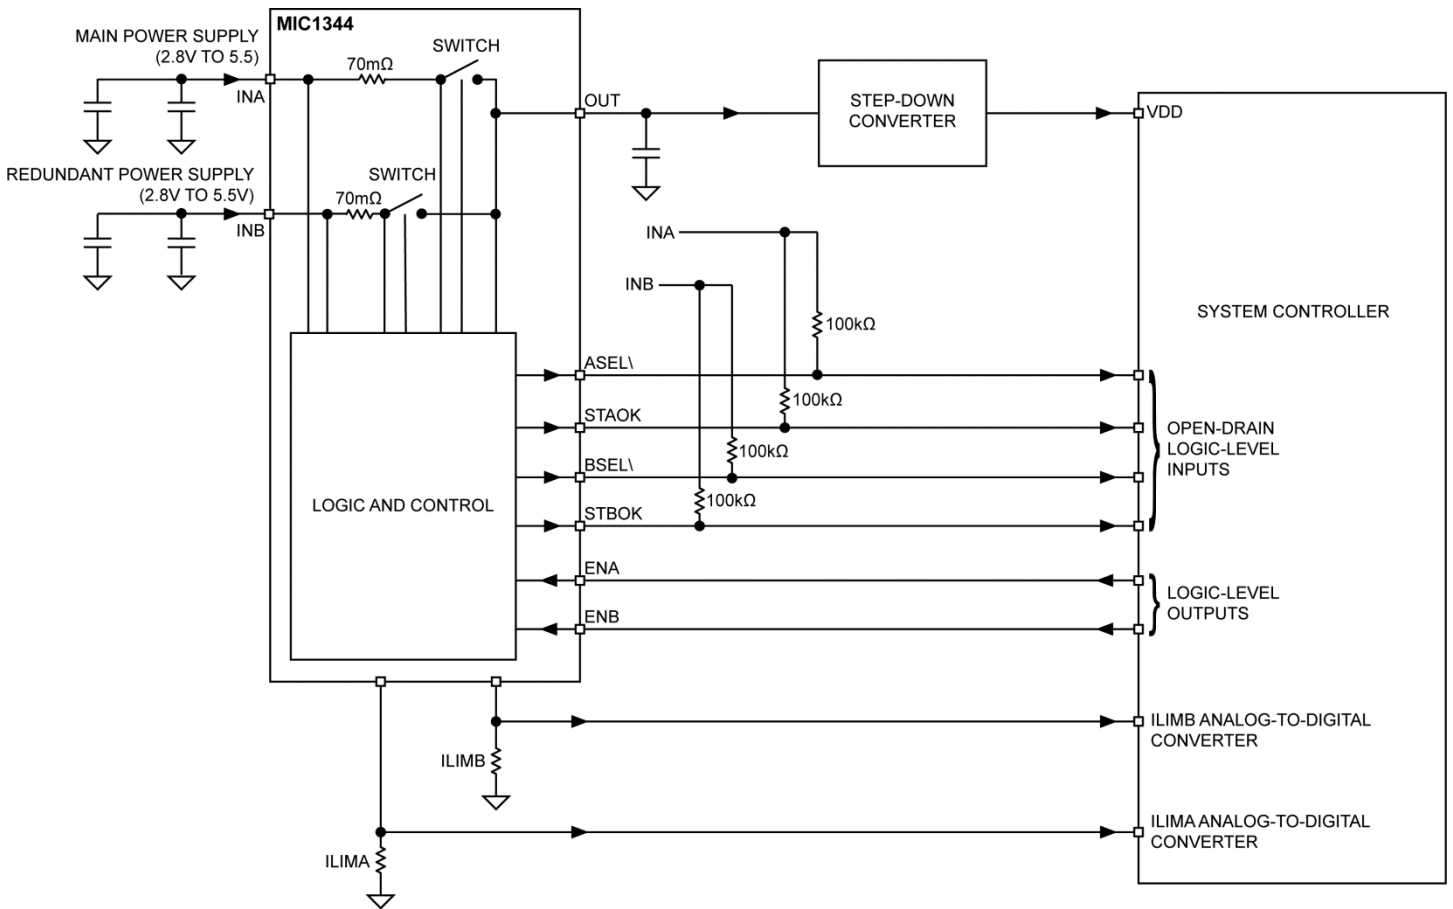 MIC1344
MAIN POWER SUPPLY
(2.8V TO 5.5)
INA
70mΩ
SWITCH
OUT
STEP-DOWN
CONVERTER
VDD
REDUNDANT POWER SUPPLY
(2.8V TO 5.5V)
INB
70mΩ
SWITCH
INA
INB
100kΩ
100kΩ
100kΩ
100kΩ
SYSTEM CONTROLLER
LOGIC AND CONTROL
ASEL\
STAOK
BSEL\
STBOK
ENA
ENB
OPEN-DRAIN
LOGIC-LEVEL
INPUTS
LOGIC-LEVEL
OUTPUTS
ILIMB
ILIMB ANALOG-TO-DIGITAL
CONVERTER
ILIMA
ILIMA ANALOG-TO-DIGITAL
CONVERTER